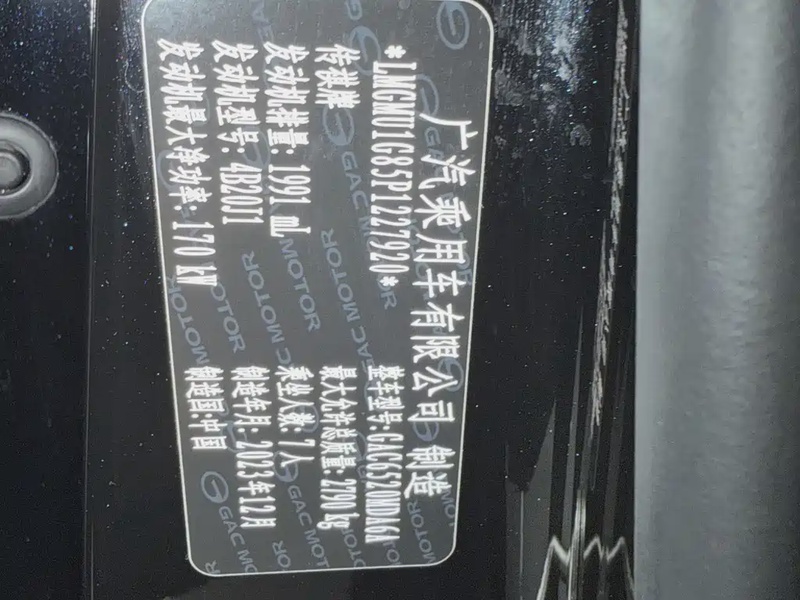 广汽乘用车有限公司 制造
*LMGMU1G85P1227920*
传祺牌 整车型号: GAC6520MDA6A
发动机排量: 1991 mL 最大允许总质量: 2790 kg
发动机型号: 4B20J1 乘坐人数: 7人
发动机最大净功率: 170 kW 制造年月: 2023年12月
制造国: 中国
GAC MOTOR